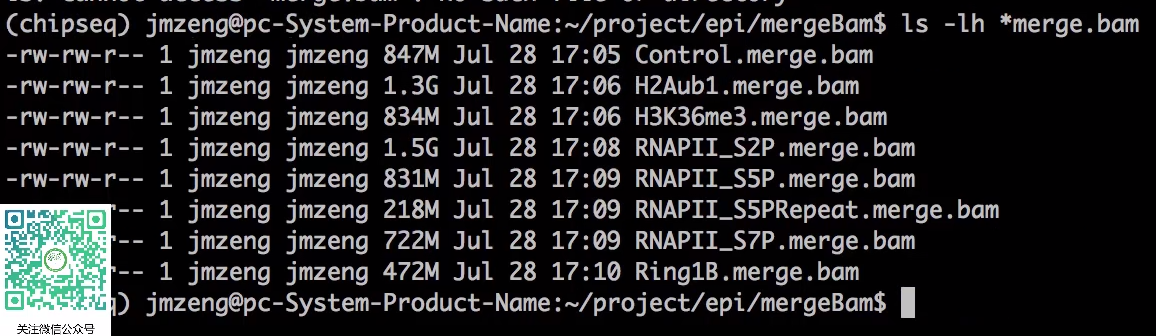 (chipseq) jmzeng@pc-System-Product-Name:~/project/epi/mergeBam$ ls -lh *merge.bam
-rw-rw-r-- 1 jmzeng jmzeng 847M Jul 28 17:05 Control.merge.bam
-rw-rw-r-- 1 jmzeng jmzeng 1.3G Jul 28 17:06 H2Aub1.merge.bam
-rw-rw-r-- 1 jmzeng jmzeng 834M Jul 28 17:06 H3K36me3.merge.bam
-rw-rw-r-- 1 jmzeng jmzeng 1.5G Jul 28 17:08 RNAPII_S2P.merge.bam
-rw-rw-r-- 1 jmzeng jmzeng 831M Jul 28 17:09 RNAPII_S5P.merge.bam
-- 1 jmzeng jmzeng 218M Jul 28 17:09 RNAPII_S5PRepeat.merge.bam
-- 1 jmzeng jmzeng 722M Jul 28 17:09 RNAPII_S7P.merge.bam
-- 1 jmzeng jmzeng 472M Jul 28 17:10 Ring1B.merge.bam
q) jmzeng@pc-System-Product-Name:~/project/epi/mergeBam$
关注微信公众号